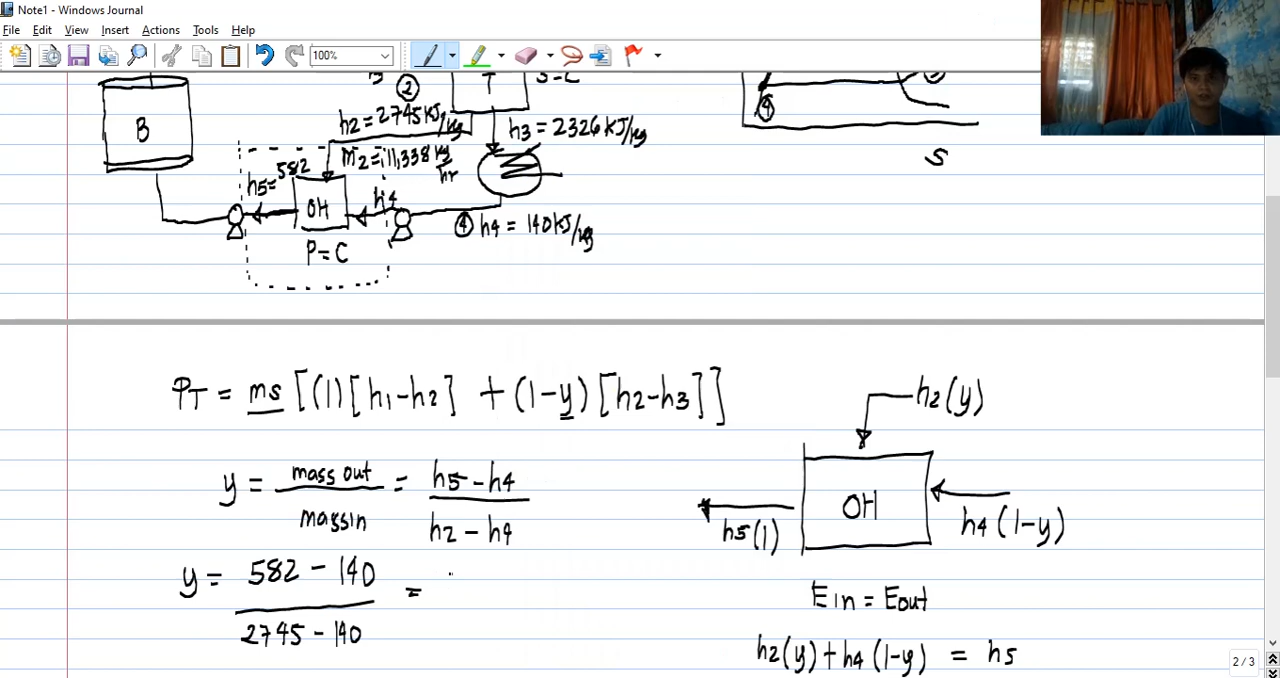 Note1 - Windows Journal
File Edit View Insert Actions Tools Help
100%
B
②
T
S=C
h2 = 2745 KJ/kg
h3 = 2326 KJ/kg
m2 = 11,338 kg/hr
h5 = 582
OH
h4
④ h4 = 140 KJ/kg
P=C
④
S
PT = ms [(1)[h1-h2] + (1-y)[h2-h3]]
h2(y)
y = mass out / mass in = h5 - h4 / h2 - h4
OH
h5(1)
h4(1-y)
y = 582 - 140 / 2745 - 140 =
Ein = Eout
h2(y) + h4(1-y) = h5
2 / 3